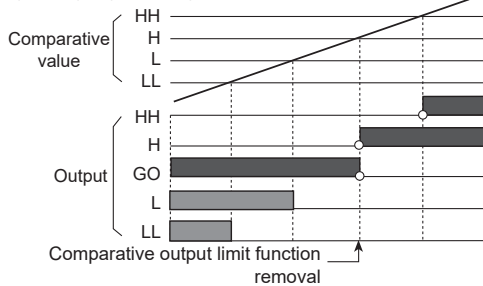 HH
H
Comparative
value
L
LL
HH
H
Output
GO
L
LL
Comparative output limit function
removal